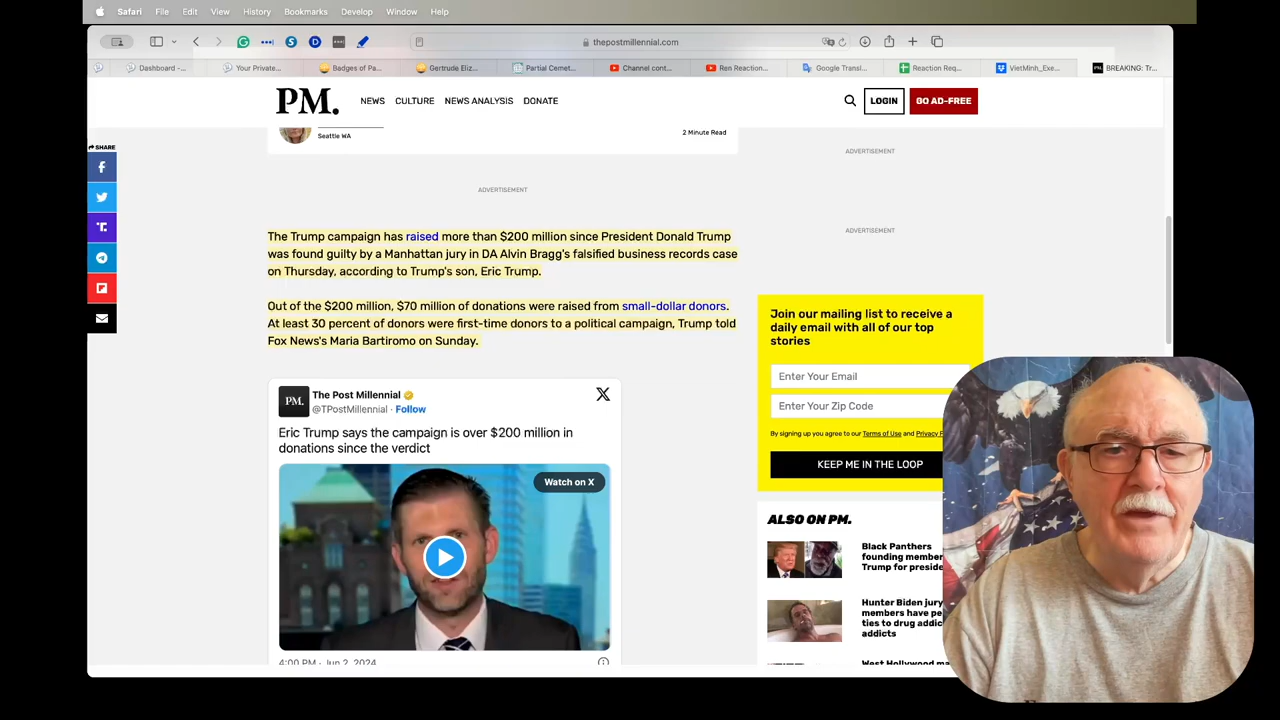 Safari File Edit View History Bookmarks Develop Window Help
thepostmillennial.com
Dashboard -... Your Private... Badges of Pa... Gertrude Eliz... Partial Cemet... Channel cont... Ren Reaction... Google Transl... Reaction Req... VietMinh_Exe... BREAKING: Tr...
PM. NEWS CULTURE NEWS ANALYSIS DONATE LOGIN GO AD-FREE
Seattle WA
2 Minute Read
SHARE
ADVERTISEMENT
ADVERTISEMENT
ADVERTISEMENT
The Trump campaign has raised more than $200 million since President Donald Trump
was found guilty by a Manhattan jury in DA Alvin Bragg's falsified business records case
on Thursday, according to Trump's son, Eric Trump.
Out of the $200 million, $70 million of donations were raised from small-dollar donors.
At least 30 percent of donors were first-time donors to a political campaign, Trump told
Fox News's Maria Bartiromo on Sunday.
PM.
The Post Millennial
@TPostMillennial · Follow
Eric Trump says the campaign is over $200 million in
donations since the verdict
Watch on X
4:00 PM · Jun 2, 2024
Join our mailing list to receive a
daily email with all of our top
stories
Enter Your Email
Enter Your Zip Code
By signing up you agree to our Terms of Use and Privacy
KEEP ME IN THE LOOP
ALSO ON PM.
Black Panthers
founding
Trump for
Hunter Biden jury
members have
ties to drug
addicts
West Hollywood